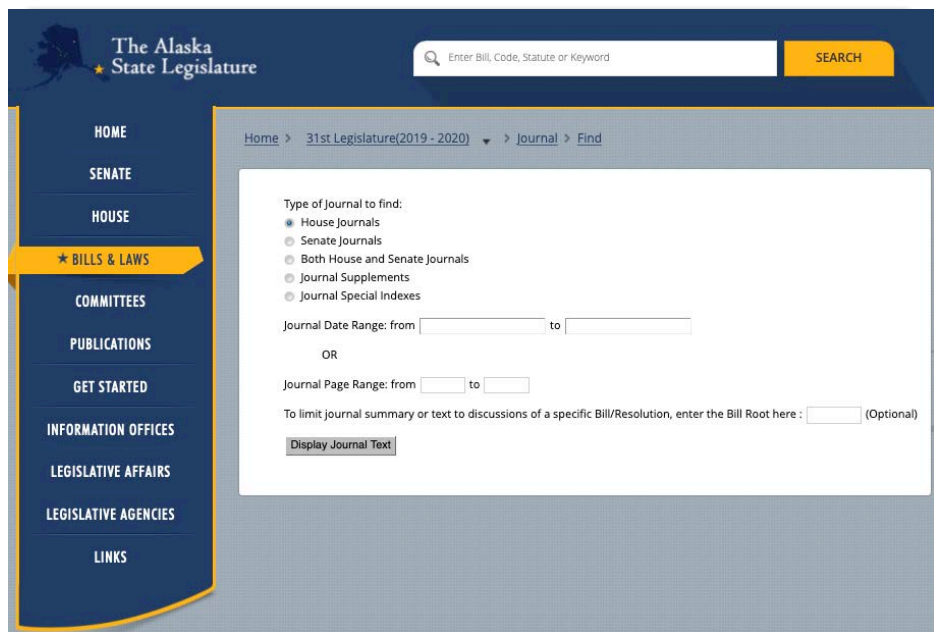 The Alaska
State Legislature
Enter Bill, Code, Statute or Keyword
SEARCH
HOME
SENATE
HOUSE
BILLS & LAWS
COMMITTEES
PUBLICATIONS
GET STARTED
INFORMATION OFFICES
LEGISLATIVE AFFAIRS
LEGISLATIVE AGENCIES
LINKS
Home > 31st Legislature(2019 - 2020) > Journal > Find
Type of Journal to find:
House Journals
Senate Journals
Both House and Senate Journals
Journal Supplements
Journal Special Indexes
Journal Date Range: from to
OR
Journal Page Range: from to
To limit journal summary or text to discussions of a specific Bill/Resolution, enter the Bill Root here : (Optional)
Display Journal Text